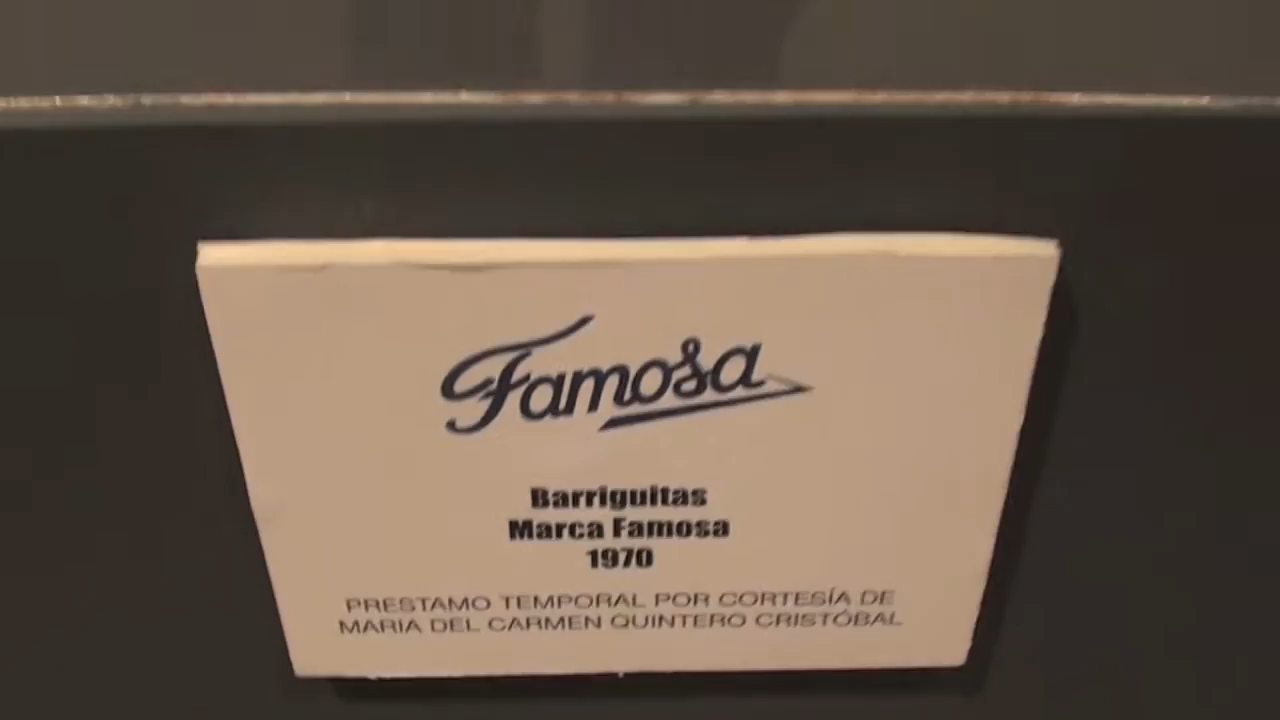 Famosa
Barriguitas
Marca Famosa
1970
PRESTAMO TEMPORAL POR CORTESÍA DE
MARIA DEL CARMEN QUINTERO CRISTÓBAL